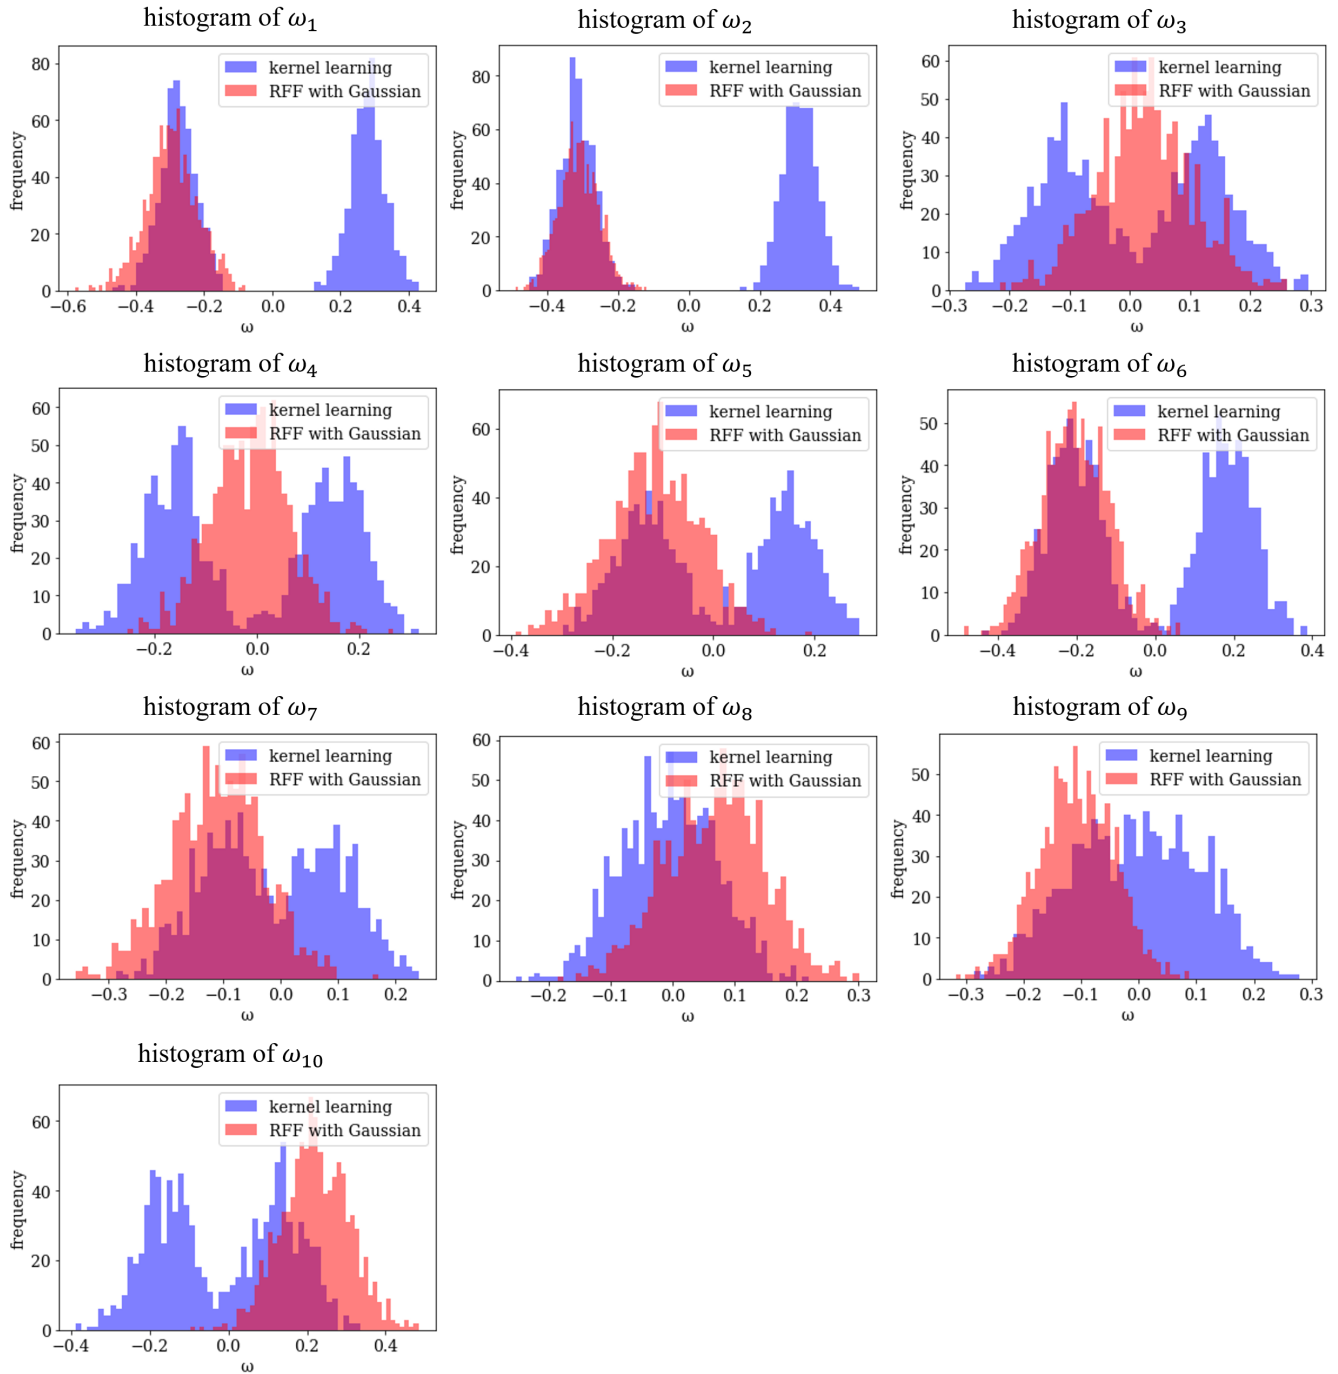 histogram of ω₁
80
60
40
20
0
frequency
kernel learning
RFF with Gaussian
−0.6 −0.4 −0.2 0.0 0.2 0.4
ω
histogram of ω₂
80
60
40
20
0
frequency
kernel learning
RFF with Gaussian
−0.4 −0.2 0.0 0.2 0.4
ω
histogram of ω₃
60
50
40
30
20
10
0
frequency
kernel learning
RFF with Gaussian
−0.3 −0.2 −0.1 0.0 0.1 0.2 0.3
ω
histogram of ω₄
60
50
40
30
20
10
0
frequency
kernel learning
RFF with Gaussian
−0.2 0.0 0.2
ω
histogram of ω₅
60
40
20
0
frequency
kernel learning
RFF with Gaussian
−0.4 −0.2 0.0 0.2
ω
histogram of ω₆
50
40
30
20
10
0
frequency
kernel learning
RFF with Gaussian
−0.4 −0.2 0.0 0.2 0.4
ω
histogram of ω₇
60
50
40
30
20
10
0
frequency
kernel learning
RFF with Gaussian
−0.3 −0.2 −0.1 0.0 0.1 0.2
ω
histogram of ω₈
60
50
40
30
20
10
0
frequency
kernel learning
RFF with Gaussian
−0.2 −0.1 0.0 0.1 0.2 0.3
ω
histogram of ω₉
50
40
30
20
10
0
frequency
kernel learning
RFF with Gaussian
−0.3 −0.2 −0.1 0.0 0.1 0.2 0.3
ω
histogram of ω₁₀
60
40
20
0
frequency
kernel learning
RFF with Gaussian
−0.4 −0.2 0.0 0.2 0.4
ω